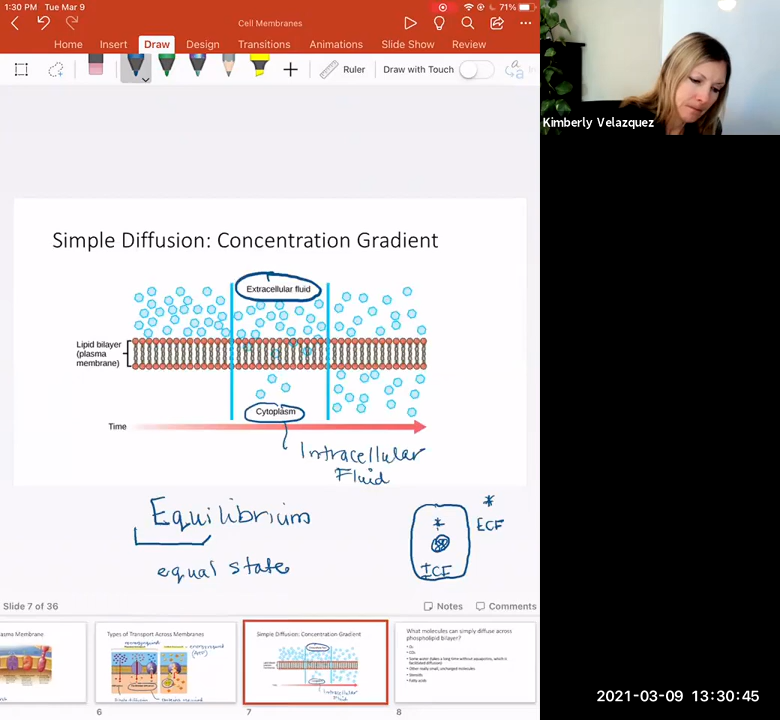 1:30 PM Tue Mar 9
71%
Cell Membranes
Home Insert Draw Design Transitions Animations Slide Show Review
Ruler Draw with Touch
Kimberly Velazquez
Simple Diffusion: Concentration Gradient
Extracellular fluid
Lipid bilayer
(plasma
membrane)
Cytoplasm
Time
Intracellular
Fluid
Equilibrium
equal state
* ECF
*
ICF
Slide 7 of 36
Notes Comments
asma Membrane
Types of Transport Across Membranes
Simple Diffusion: Concentration Gradient
What molecules can simply diffuse across
phospholipid bilayer?
6
7
8
2021-03-09 13:30:45